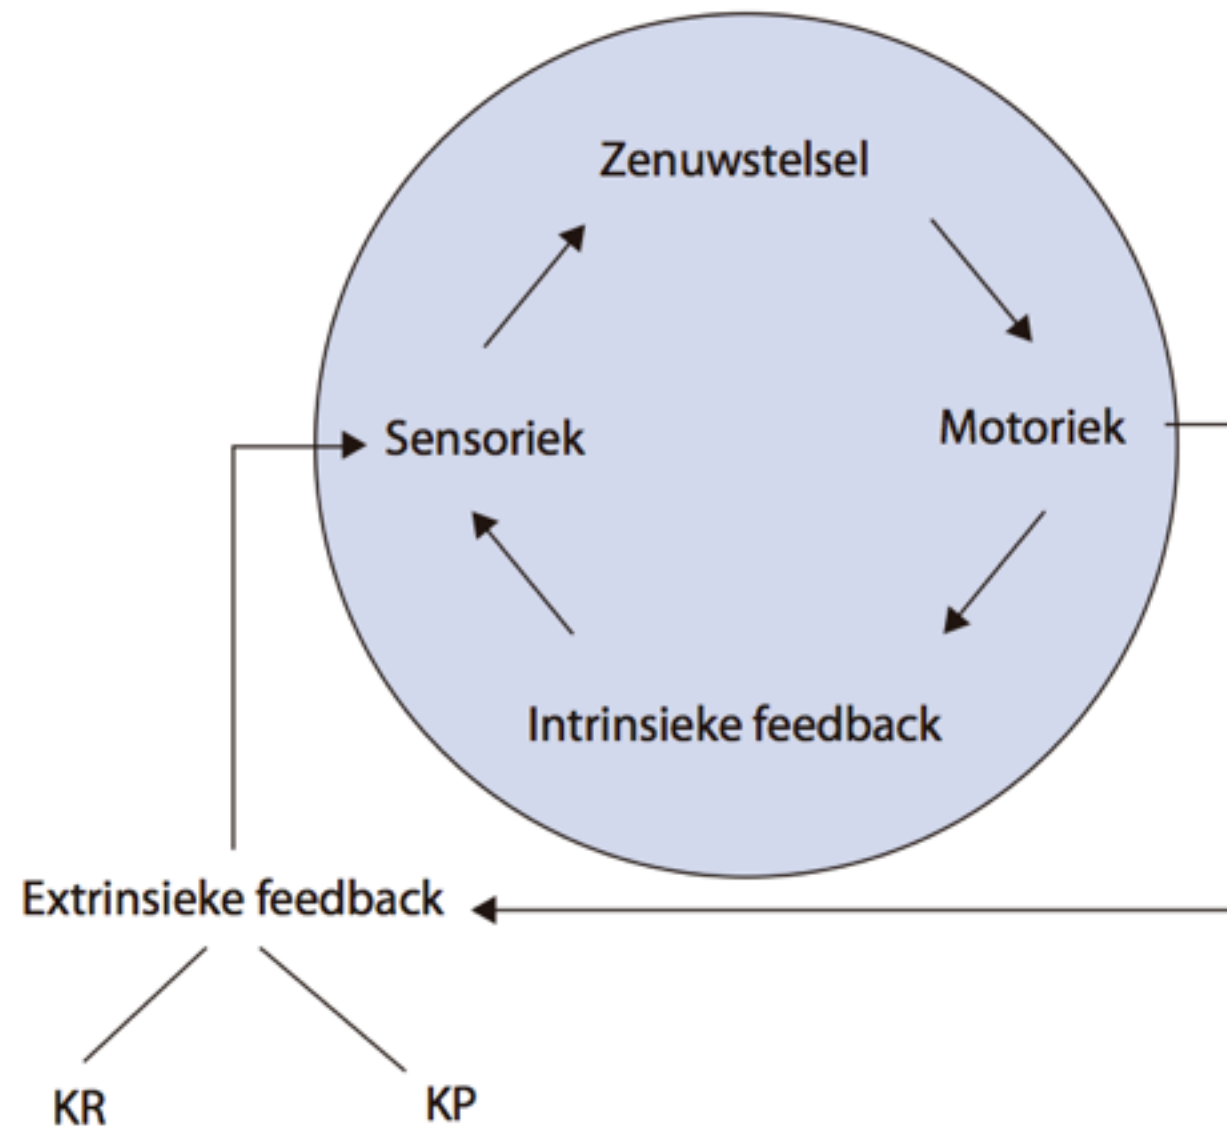 Zenuwstelsel
Sensoriek
Motoriek
Intrinsieke feedback
Extrinsieke feedback
KR
KP